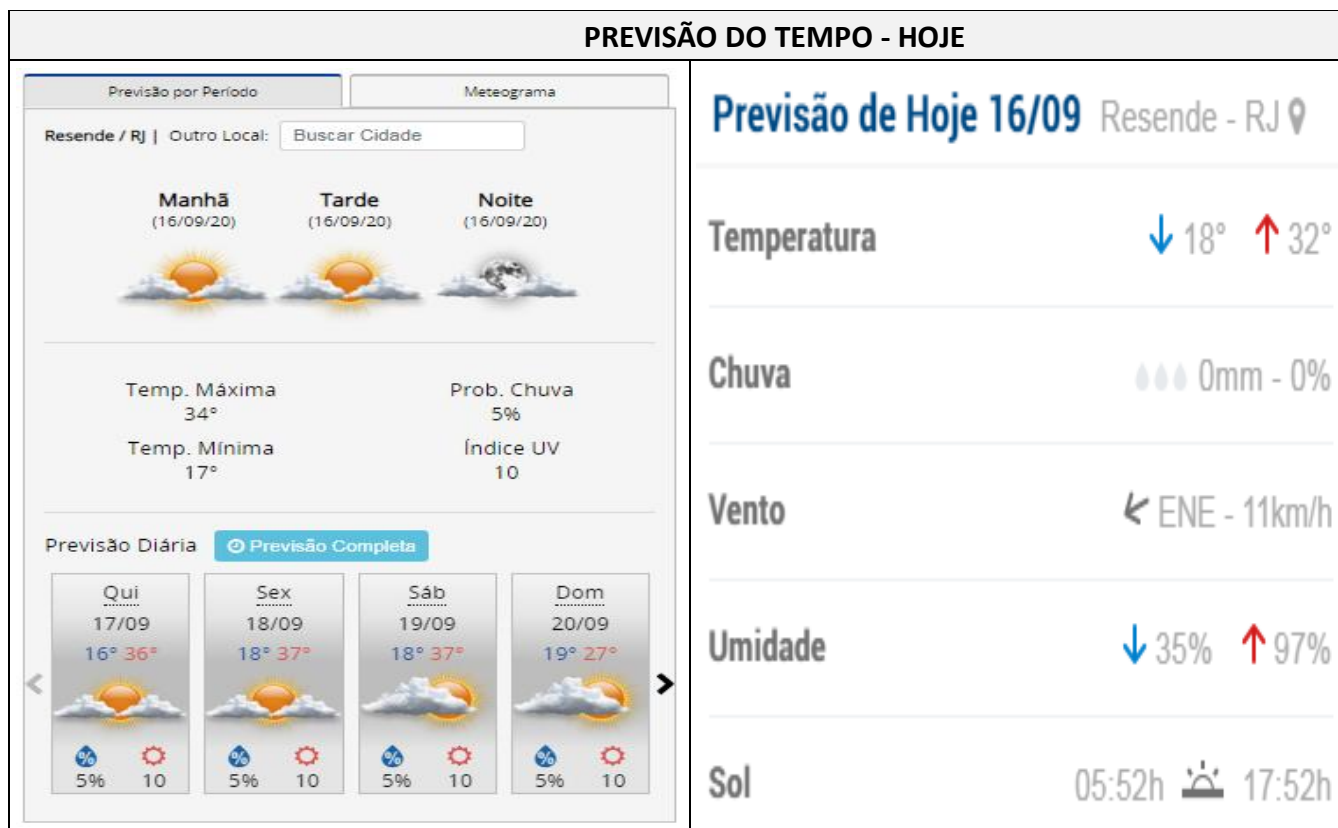 PREVISÃO DO TEMPO - HOJE
Previsão por Período
Meteograma
Resende / RJ | Outro Local: Buscar Cidade
Manhã Tarde Noite
(16/09/20) (16/09/20) (16/09/20)
Temp. Máxima Prob. Chuva
34° 5%
Temp. Mínima Índice UV
17° 10
Previsão Diária Previsão Completa
Qui Sex Sáb Dom
17/09 18/09 19/09 20/09
16° 36° 18° 37° 18° 37° 19° 27°
% % % %
5% 10 5% 10 5% 10 5% 10
Previsão de Hoje 16/09 Resende - RJ
Temperatura 18° 32°
Chuva 0mm - 0%
Vento ENE - 11km/h
Umidade 35% 97%
Sol 05:52h 17:52h